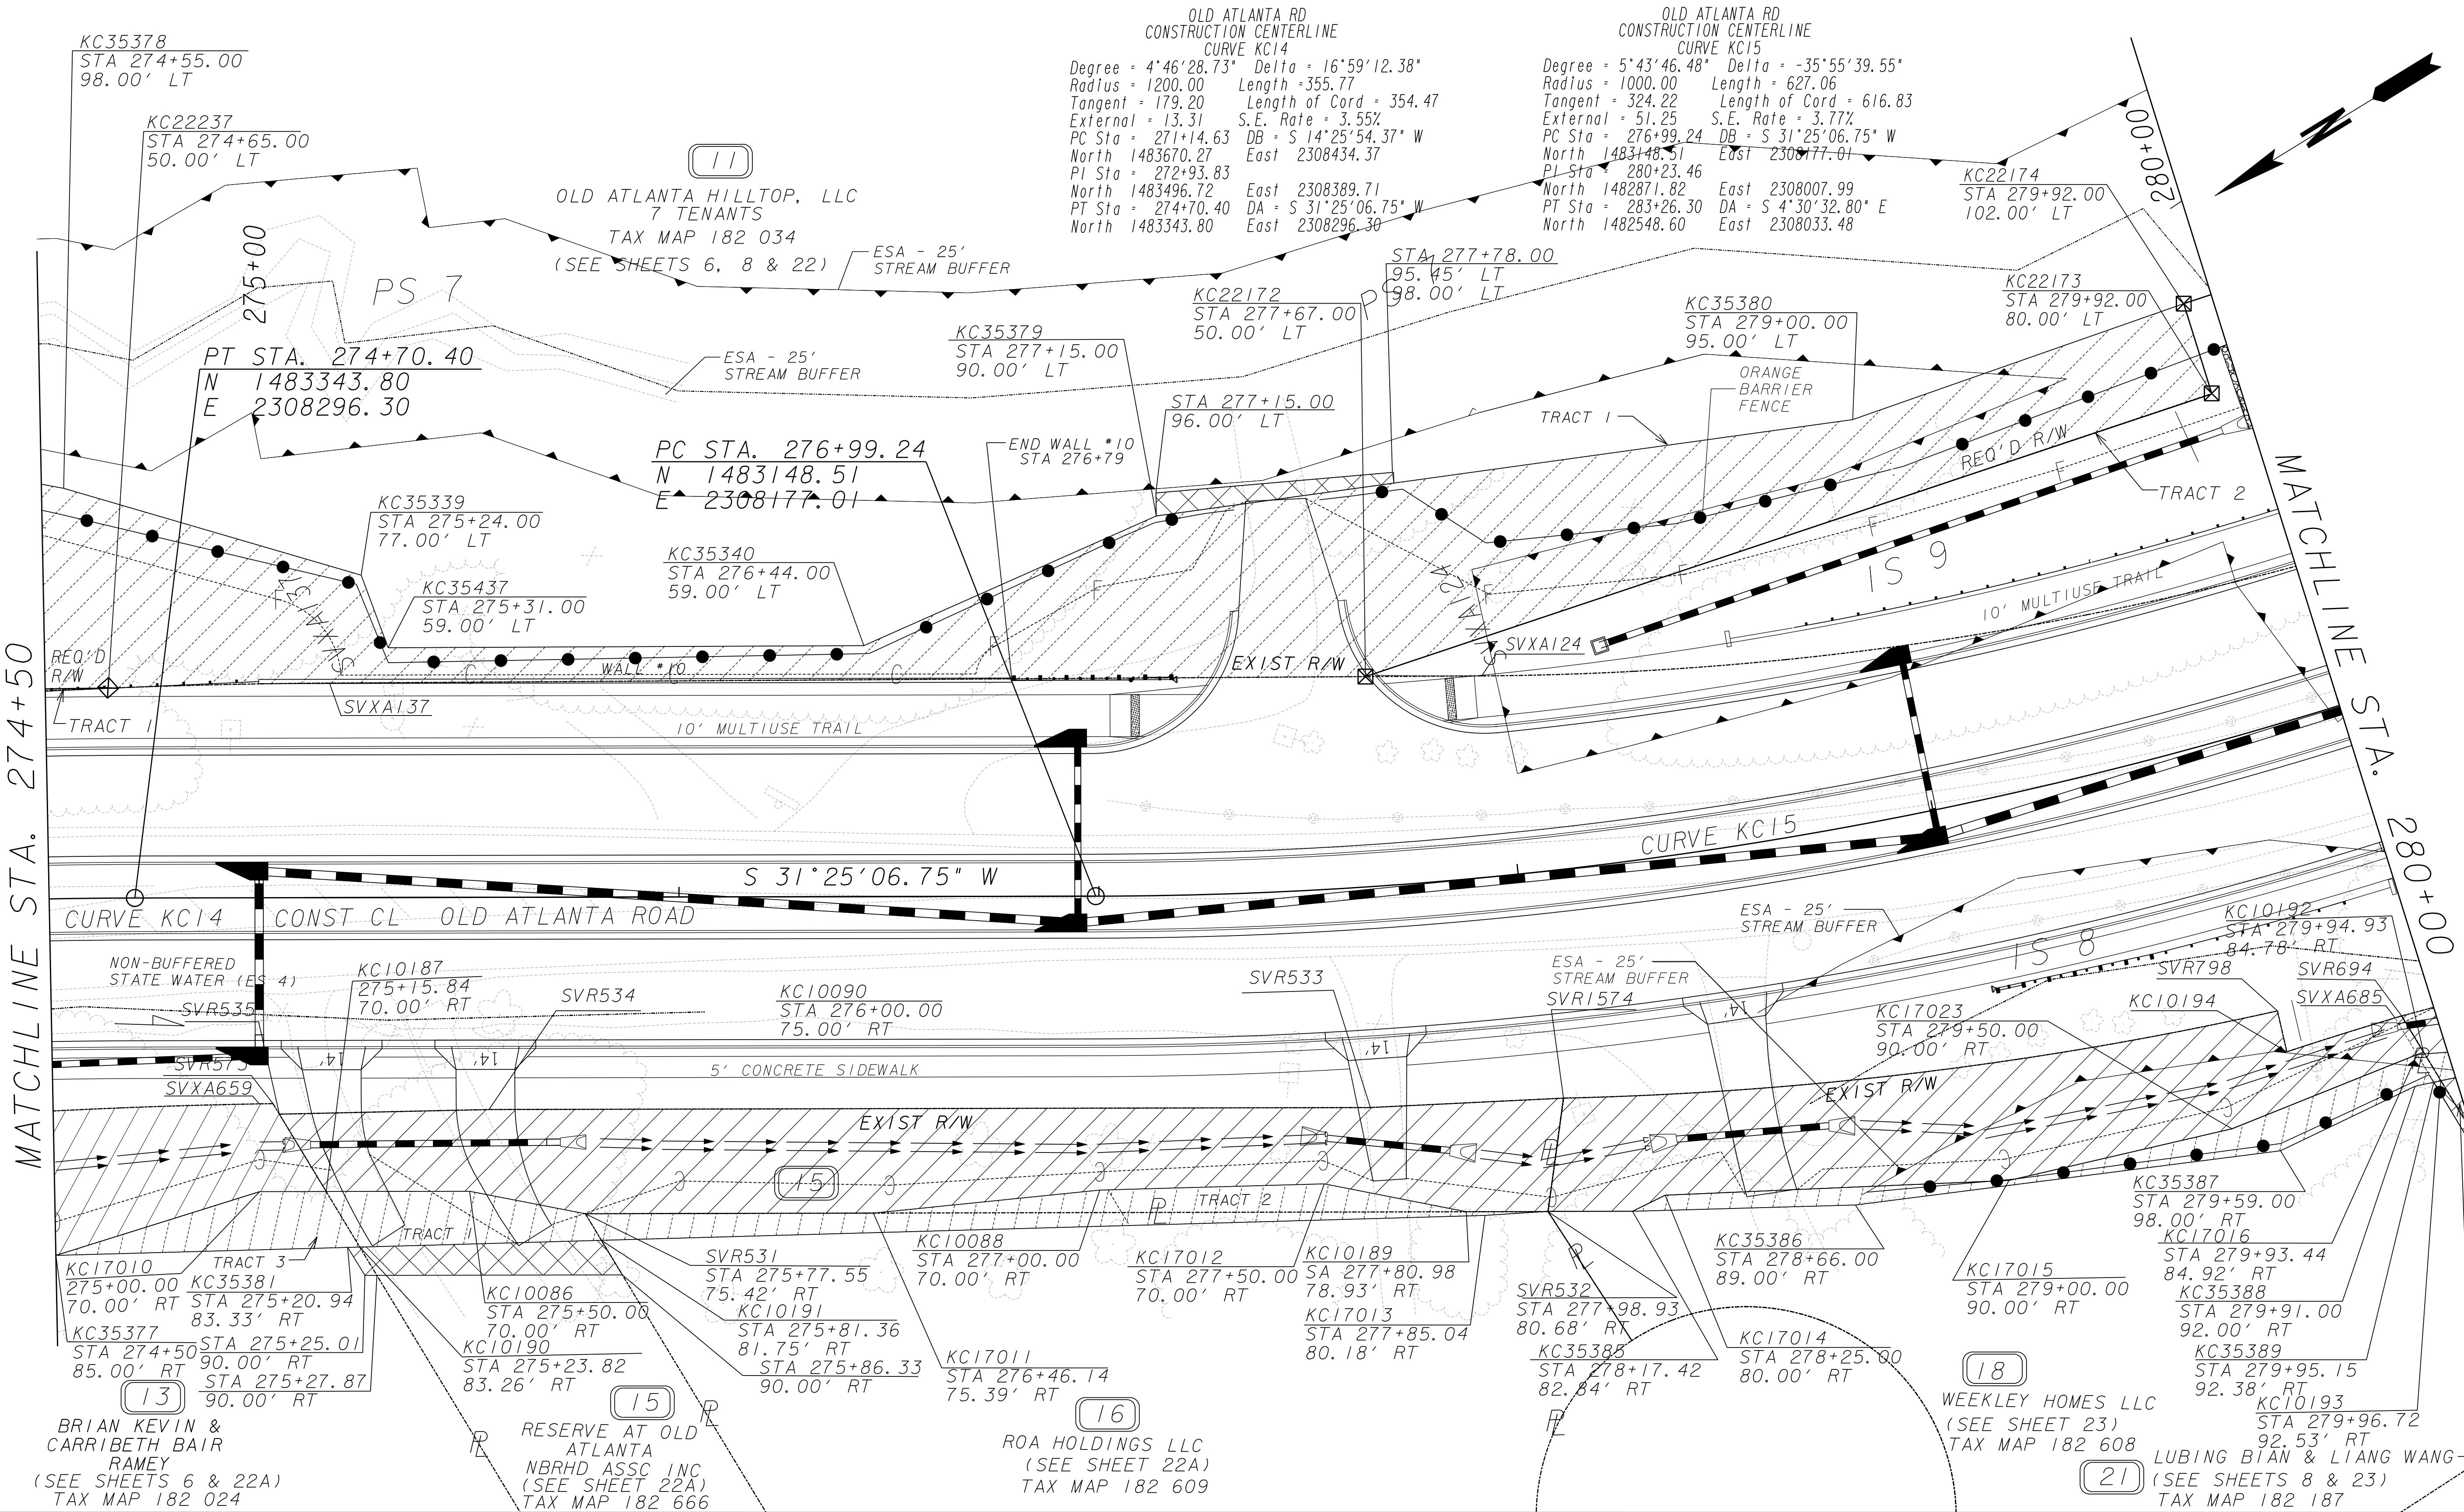 OLD ATLANTA RD
CONSTRUCTION CENTERLINE
CURVE KC14
Degree = 4°46'28.73" Delta = 16°59'12.38"
Radius = 1200.00 Length =355.77
Tangent = 179.20 Length of Cord = 354.47
External = 13.31 S.E. Rate = 3.55%
PC Sta = 271+14.63 DB = S 14°25'54.37" W
North 1483670.27 East 2308434.37
PI Sta = 272+93.83
North 1483496.72 East 2308389.71
PT Sta = 274+70.40 DA = S 31°25'06.75" W
North 1483343.80 East 2308296.30
OLD ATLANTA RD
CONSTRUCTION CENTERLINE
CURVE KC15
Degree = 5°43'46.48" Delta = -35°55'39.55"
Radius = 1000.00 Length = 627.06
Tangent = 324.22 Length of Cord = 616.83
External = 51.25 S.E. Rate = 3.77%
PC Sta = 276+99.24 DB = S 31°25'06.75" W
North 1483148.51 East 2308177.01
PI Sta = 280+23.46
North 1482871.82 East 2308007.99
PT Sta = 283+26.30 DA = S 4°30'32.80" E
North 1482548.60 East 2308033.48
KC35378
STA 274+55.00
98.00' LT
KC22237
STA 274+65.00
50.00' LT
11
OLD ATLANTA HILLTOP, LLC
7 TENANTS
TAX MAP 182 034
(SEE SHEETS 6, 8 & 22)
ESA - 25'
STREAM BUFFER
N
280+00
KC22174
STA 279+92.00
102.00' LT
275+00
PS 7
STA 277+78.00
95.45' LT
98.00' LT
KC22172
STA 277+67.00
50.00' LT
KC22173
STA 279+92.00
80.00' LT
KC35380
STA 279+00.00
95.00' LT
KC35379
STA 277+15.00
90.00' LT
PT STA. 274+70.40
N 1483343.80
E 2308296.30
ESA - 25'
STREAM BUFFER
ORANGE
BARRIER
FENCE
STA 277+15.00
96.00' LT
TRACT 1
PC STA. 276+99.24
N 1483148.51
E 2308177.01
END WALL #10
STA 276+79
REQ'D R/W
TRACT 2
KC35339
STA 275+24.00
77.00' LT
KC35340
STA 276+44.00
59.00' LT
KC35437
STA 275+31.00
59.00' LT
SVXA137
IS 9
10' MULTIUSE TRAIL
REQ'D
R/W
WALL #10
EXIST R/W
SVXA124
SVXA137
TRACT 1
10' MULTIUSE TRAIL
MATCHLINE STA. 274+50
MATCHLINE STA. 280+00
CURVE KC15
S 31°25'06.75" W
CURVE KC14
CONST CL OLD ATLANTA ROAD
ESA - 25'
STREAM BUFFER
IS 8
KC10192
STA 279+94.93
84.78' RT
NON-BUFFERED
STATE WATER (ES 4)
KC10187
275+15.84
70.00' RT
SVR534
KC10090
STA 276+00.00
75.00' RT
SVR533
ESA - 25'
STREAM BUFFER
SVR1574
SVR798
SVR694
KC10194
SVXA685
SVR535
KC17023
STA 279+50.00
90.00' RT
14'
14'
14'
14'
SVR573
SVXA659
5' CONCRETE SIDEWALK
EXIST R/W
EXIST R/W
15
TRACT 2
TRACT 1
TRACT 3
KC17010
275+00.00
70.00' RT
KC35381
STA 275+20.94
83.33' RT
KC35377
STA 274+50
85.00' RT
STA 275+25.01
90.00' RT
STA 275+27.87
90.00' RT
KC10086
STA 275+50.00
70.00' RT
KC10190
STA 275+23.82
83.26' RT
SVR531
STA 275+77.55
75.42' RT
KC10191
STA 275+81.36
81.75' RT
STA 275+86.33
90.00' RT
KC10088
STA 277+00.00
70.00' RT
KC17011
STA 276+46.14
75.39' RT
KC17012
STA 277+50.00
70.00' RT
KC10189
SA 277+80.98
78.93' RT
KC17013
STA 277+85.04
80.18' RT
SVR532
STA 277+98.93
80.68' RT
KC35385
STA 278+17.42
82.84' RT
KC35386
STA 278+66.00
89.00' RT
KC17014
STA 278+25.00
80.00' RT
KC17015
STA 279+00.00
90.00' RT
KC35387
STA 279+59.00
98.00' RT
KC17016
STA 279+93.44
84.92' RT
KC35388
STA 279+91.00
92.00' RT
KC35389
STA 279+95.15
92.38' RT
KC10193
STA 279+96.72
92.53' RT
13
BRIAN KEVIN &
CARRIBETH BAIR
RAMEY
(SEE SHEETS 6 & 22A)
TAX MAP 182 024
15
RESERVE AT OLD
ATLANTA
NBRHD ASSC INC
(SEE SHEET 22A)
TAX MAP 182 666
16
ROA HOLDINGS LLC
(SEE SHEET 22A)
TAX MAP 182 609
18
WEEKLEY HOMES LLC
(SEE SHEET 23)
TAX MAP 182 608
21
LUBING BIAN & LIANG WANG
(SEE SHEETS 8 & 23)
TAX MAP 182 187